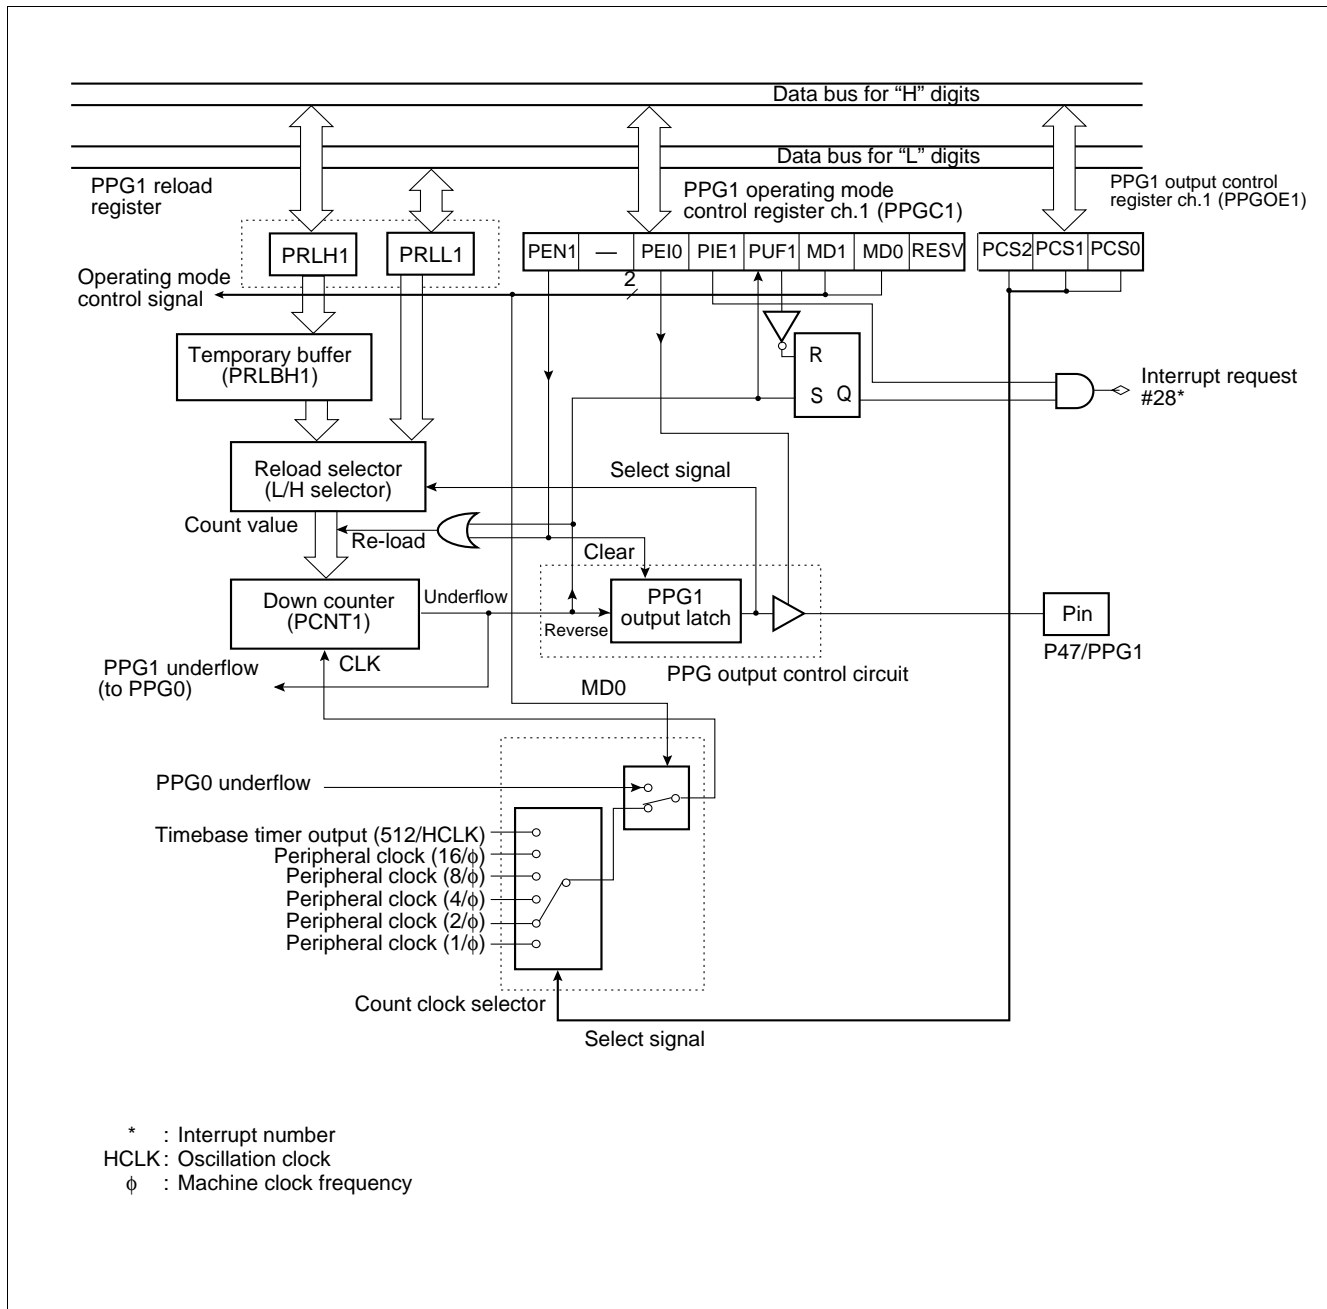 Data bus for “H” digits
Data bus for “L” digits
PPG1 reload
register
PPG1 operating mode
control register ch.1 (PPGC1)
PPG1 output control
register ch.1 (PPGOE1)
PRLH1
PRLL1
PEN1
—
PEI0
PIE1
PUF1
MD1
MD0
RESV
PCS2
PCS1
PCS0
Operating mode
control signal
2
Temporary buffer
(PRLBH1)
R
S
Q
Interrupt request
#28*
Reload selector
(L/H selector)
Select signal
Count value
Re-load
Clear
Down counter
(PCNT1)
Underflow
Reverse
PPG1
output latch
Pin
P47/PPG1
PPG1 underflow
(to PPG0)
CLK
PPG output control circuit
MD0
PPG0 underflow
Timebase timer output (512/HCLK)
Peripheral clock (16/ϕ)
Peripheral clock (8/ϕ)
Peripheral clock (4/ϕ)
Peripheral clock (2/ϕ)
Peripheral clock (1/ϕ)
Count clock selector
Select signal
* : Interrupt number
HCLK : Oscillation clock
ϕ : Machine clock frequency